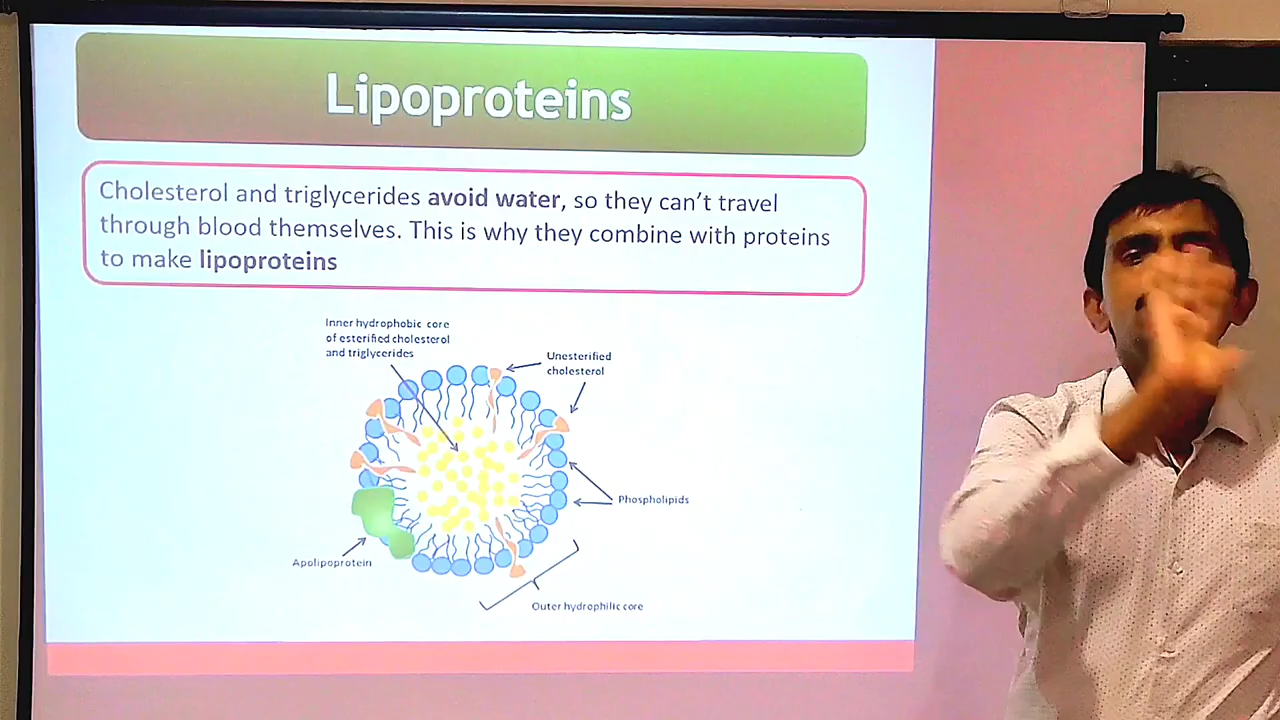 Lipoproteins
Cholesterol and triglycerides avoid water, so they can't travel
through blood themselves. This is why they combine with proteins
to make lipoproteins
Inner hydrophobic core
of esterified cholesterol
and triglycerides
Unesterified
cholesterol
Phospholipids
Apolipoprotein
Outer hydrophilic core